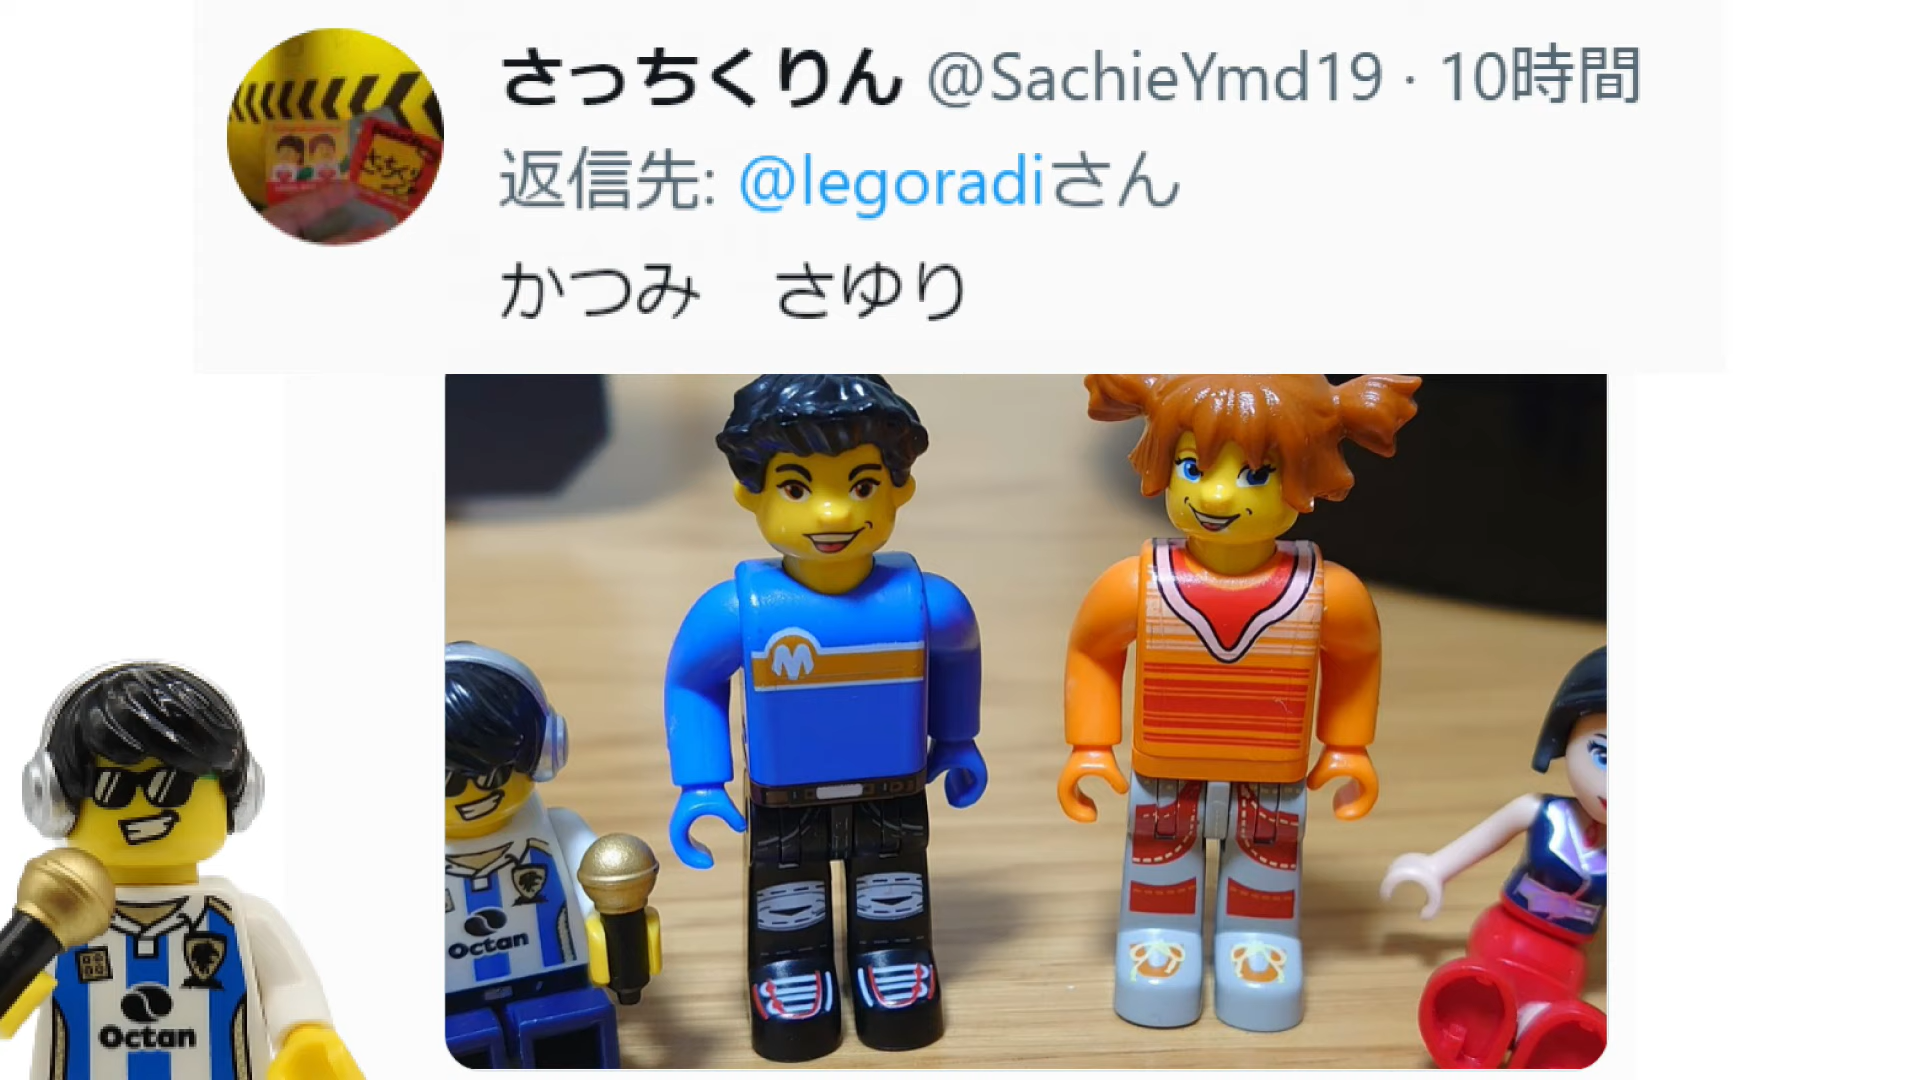 さっちくりん @SachieYmd19 · 10時間
返信先: @legoradiさん
かつみ　さゆり
M
Octan
Octan